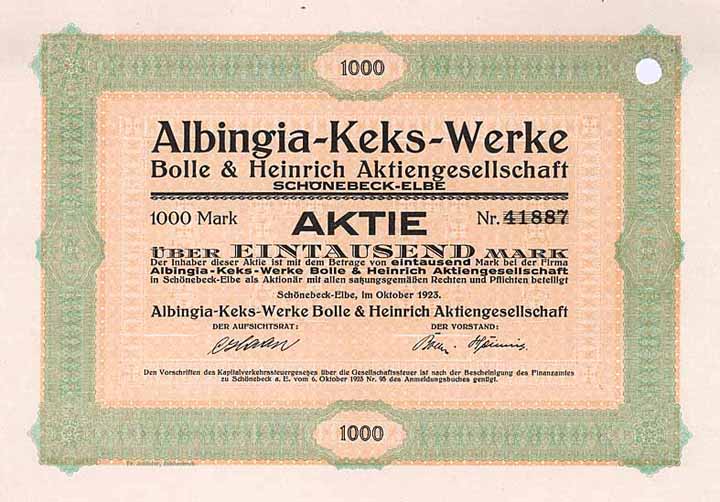 1000
Albingia-Keks-Werke
Bolle & Heinrich Aktiengesellschaft
SCHÖNEBECK-ELBE
1000 Mark AKTIE Nr. 41887
ÜBER EINTAUSEND MARK
Der Inhaber dieser Aktie ist mit dem Betrage von eintausend Mark bei der Firma
Albingia-Keks-Werke Bolle & Heinrich Aktiengesellschaft
in Schönebeck-Elbe als Aktionär mit allen satzungsgemäßen Rechten und Pflichten beteiligt
Schönebeck-Elbe, im Oktober 1923.
Albingia-Keks-Werke Bolle & Heinrich Aktiengesellschaft
DER AUFSICHTSRAT: DER VORSTAND:
Den Vorschriften des Kapitalverkehrssteuergesetzes über die Gesellschaftssteuer ist nach der Bescheinigung des Finanzamtes
zu Schönebeck a. E. vom 6. Oktober 1923 Nr. 95 des Anmeldungsbuches genügt.
1000